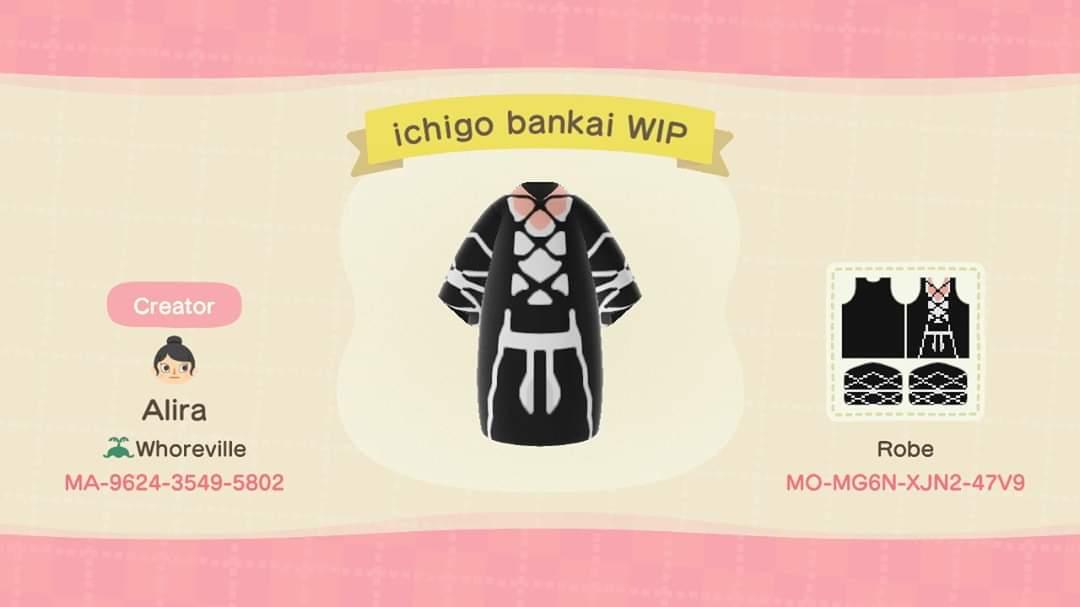 ichigo bankai WIP
Creator
Alira
Whoreville
MA-9624-3549-5802
Robe
MO-MG6N-XJN2-47V9